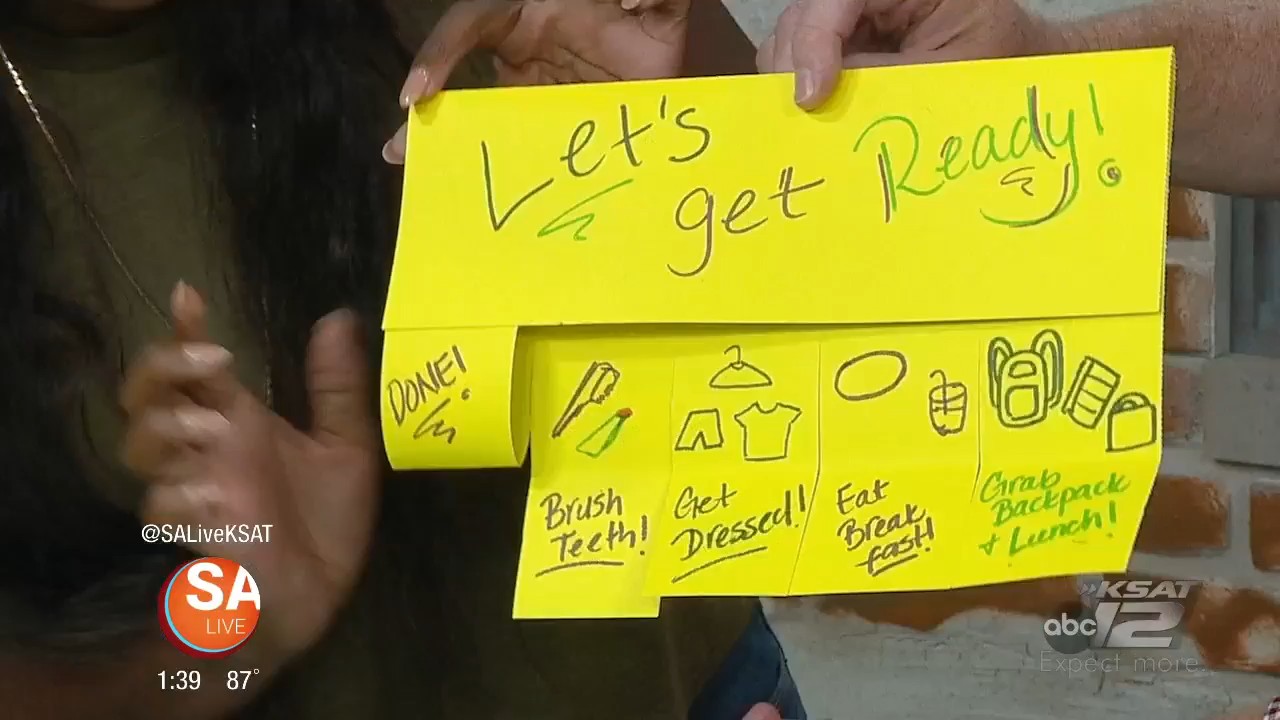 Let's
get Ready!
DONE!
Brush
Teeth!
Get
Dressed!
Eat
Break
fast!
Grab
Backpack
+ Lunch!
@SALiveKSAT
SA
LIVE
1:39 87°
KSAT
abc 12
Expect more.